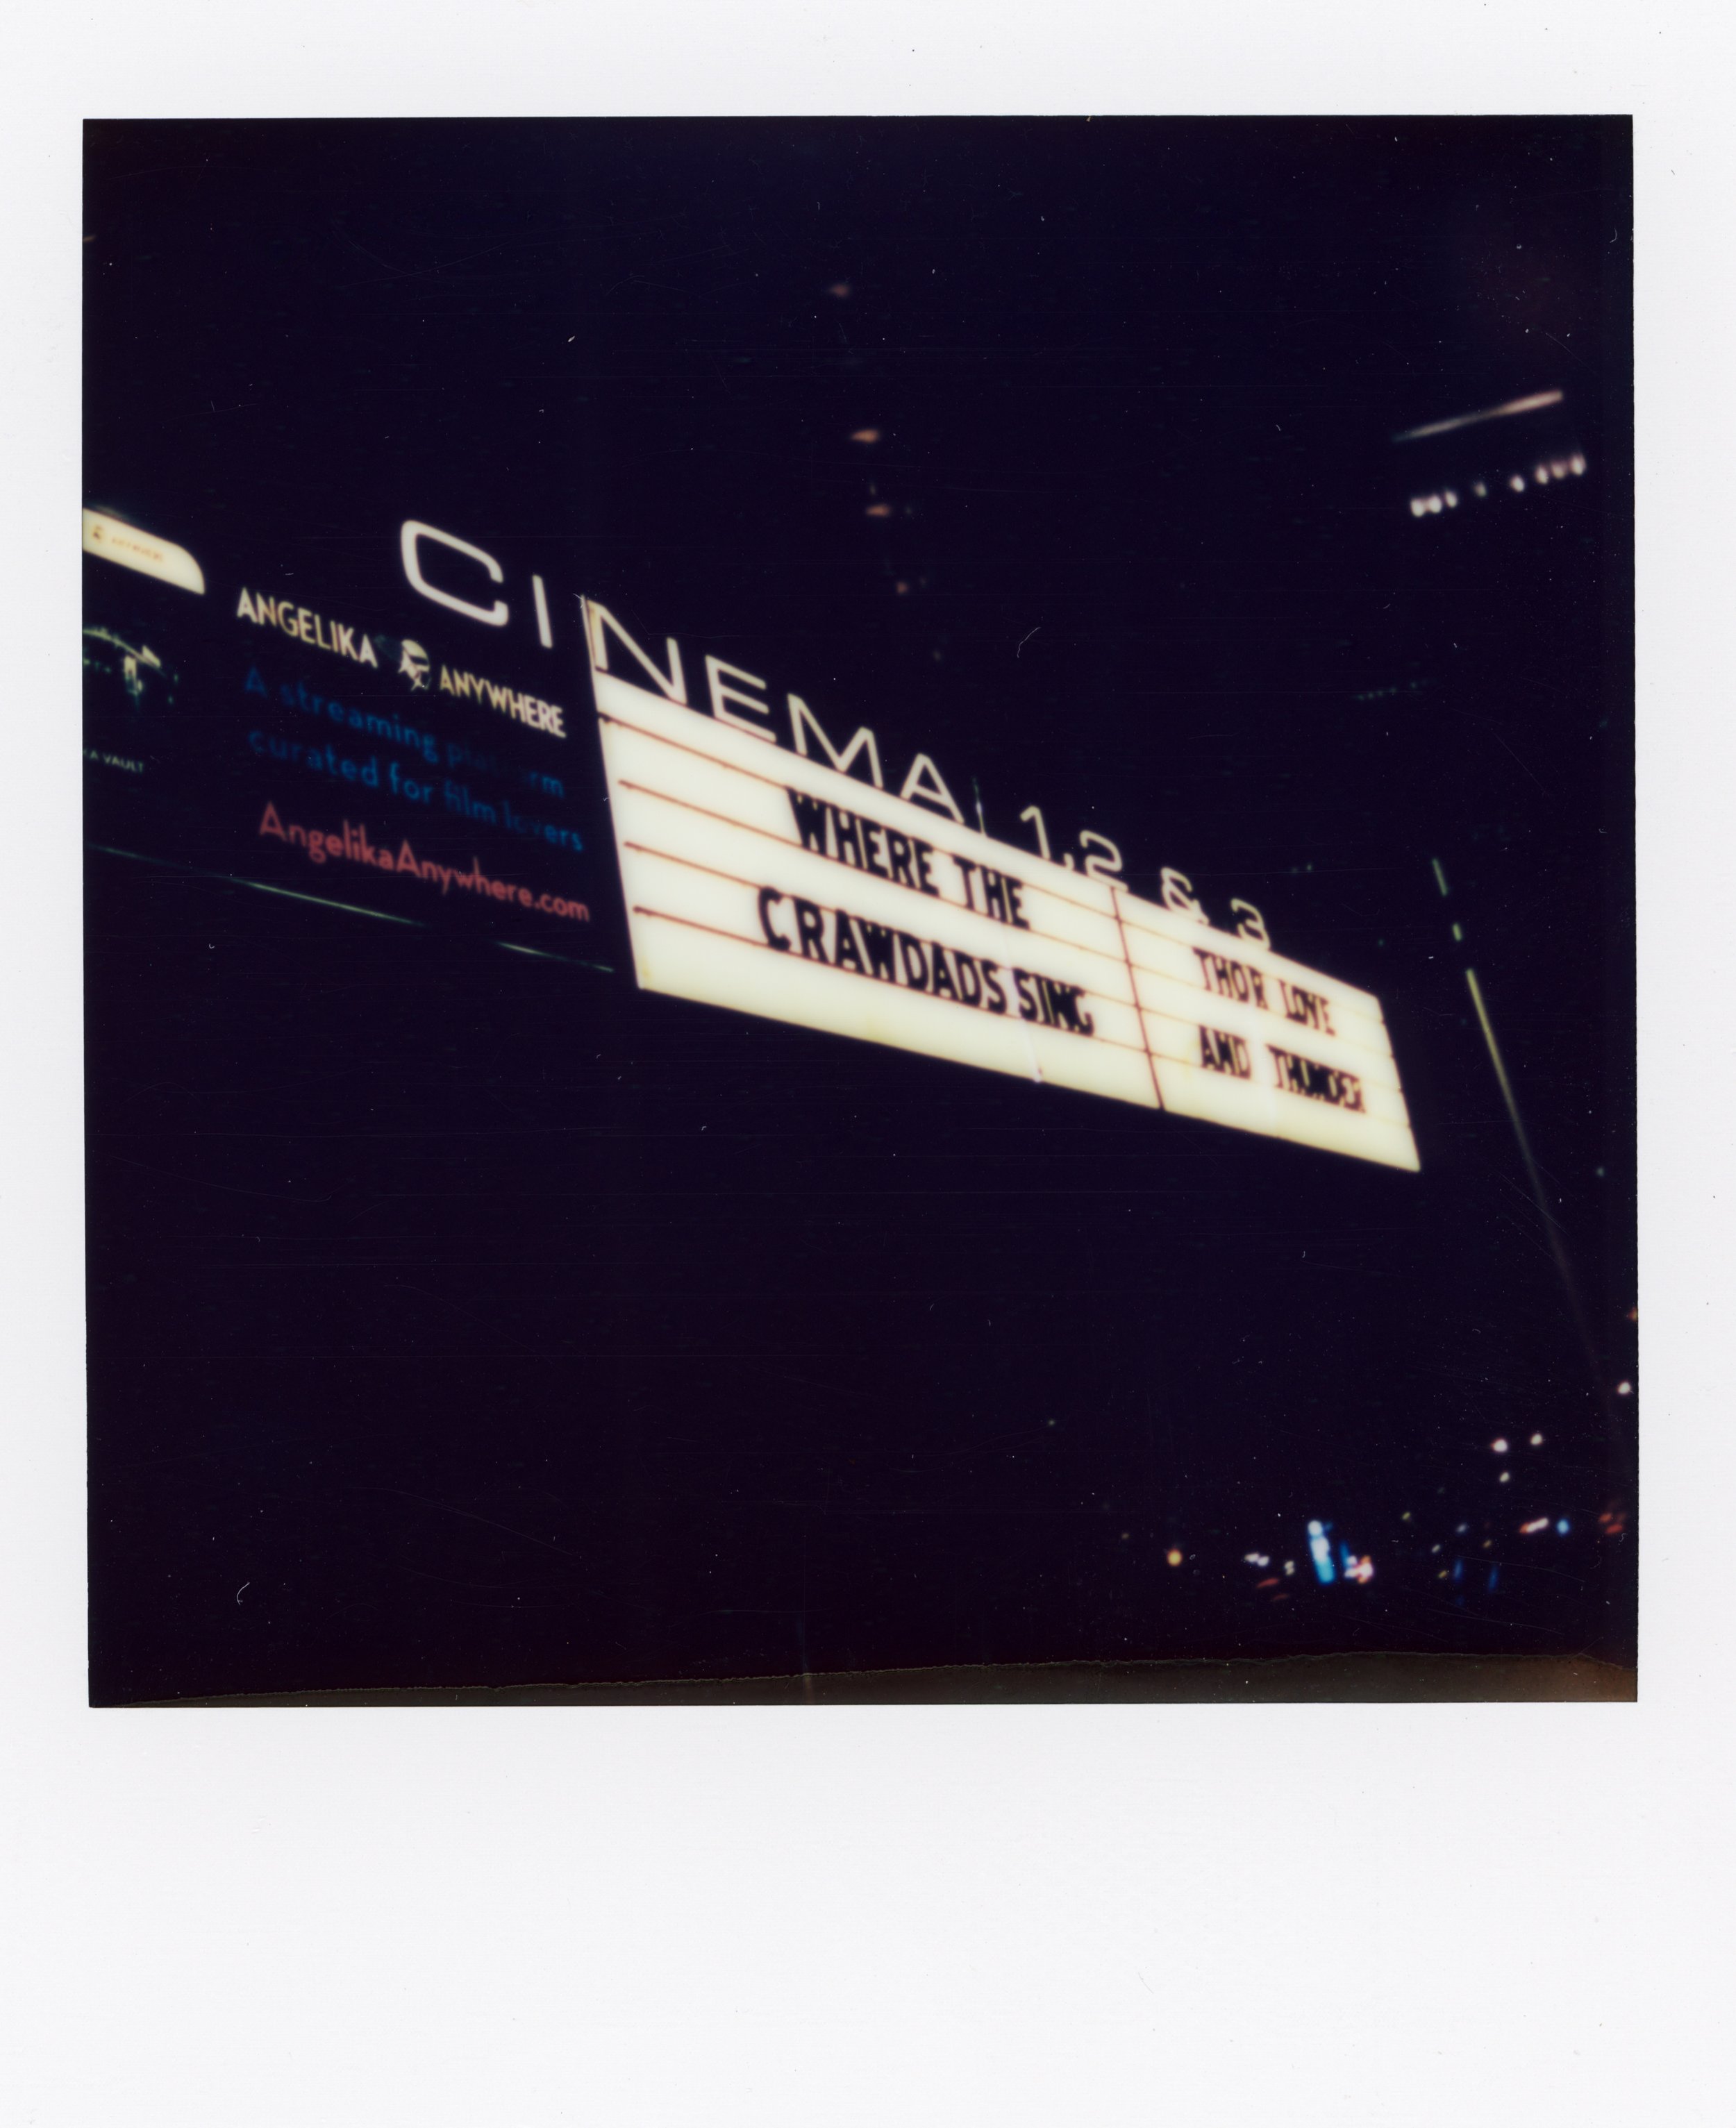 CINEMA 1,2 & 3
ANGELIKA ANYWHERE
A streaming platform
curated for film lovers
AngelikaAnywhere.com
VAULT
WHERE THE
CRAWDADS SING
THOR LOVE
AND THUNDER